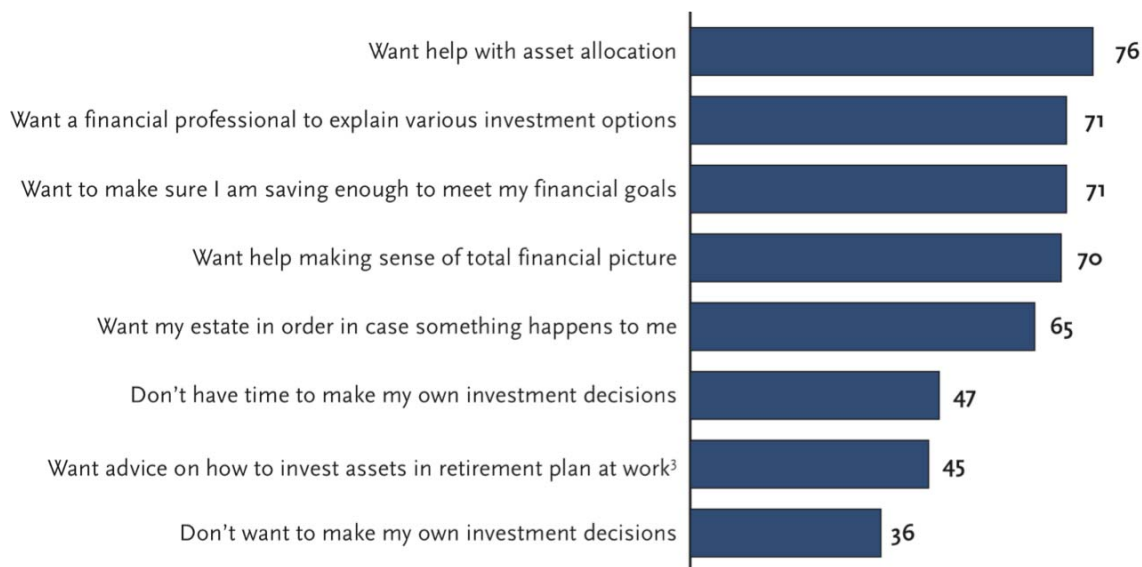 Want help with asset allocation 76
Want a financial professional to explain various investment options 71
Want to make sure I am saving enough to meet my financial goals 71
Want help making sense of total financial picture 70
Want my estate in order in case something happens to me 65
Don’t have time to make my own investment decisions 47
Want advice on how to invest assets in retirement plan at work³ 45
Don’t want to make my own investment decisions 36